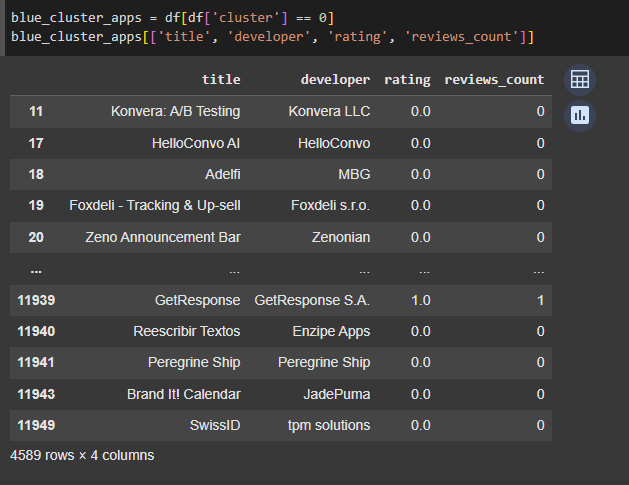 blue_cluster_apps = df[df['cluster'] == 0]
blue_cluster_apps[['title', 'developer', 'rating', 'reviews_count']]
title developer rating reviews_count
11 Konvera: A/B Testing Konvera LLC 0.0 0
17 HelloConvo AI HelloConvo 0.0 0
18 Adelfi MBG 0.0 0
19 Foxdeli - Tracking & Up-sell Foxdeli s.r.o. 0.0 0
20 Zeno Announcement Bar Zenonian 0.0 0
... ... ... ... ...
11939 GetResponse GetResponse S.A. 1.0 1
11940 Reescribir Textos Enzipe Apps 0.0 0
11941 Peregrine Ship Peregrine Ship 0.0 0
11943 Brand It! Calendar JadePuma 0.0 0
11949 SwissID tpm solutions 0.0 0
4589 rows × 4 columns